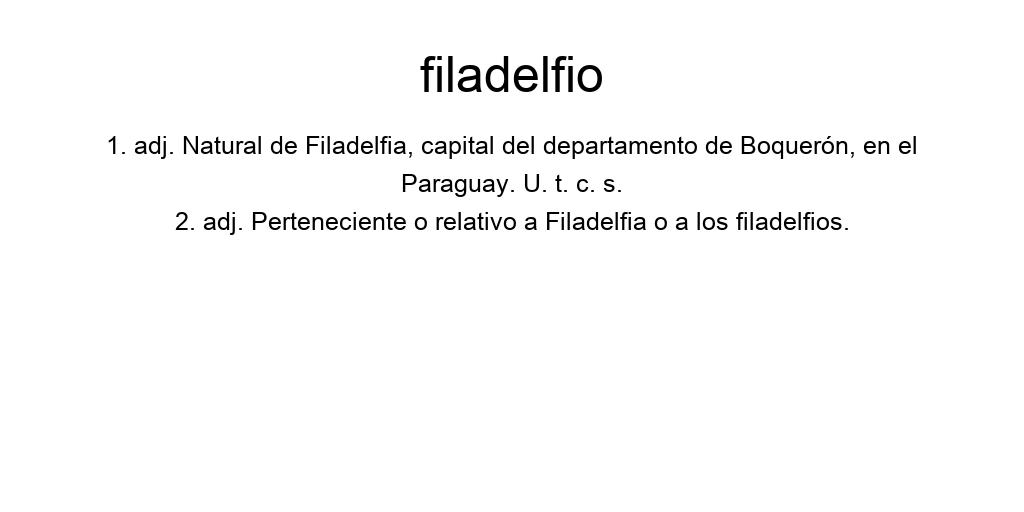 filadelfio
1. adj. Natural de Filadelfia, capital del departamento de Boquerón, en el
Paraguay. U. t. c. s.
2. adj. Perteneciente o relativo a Filadelfia o a los filadelfios.